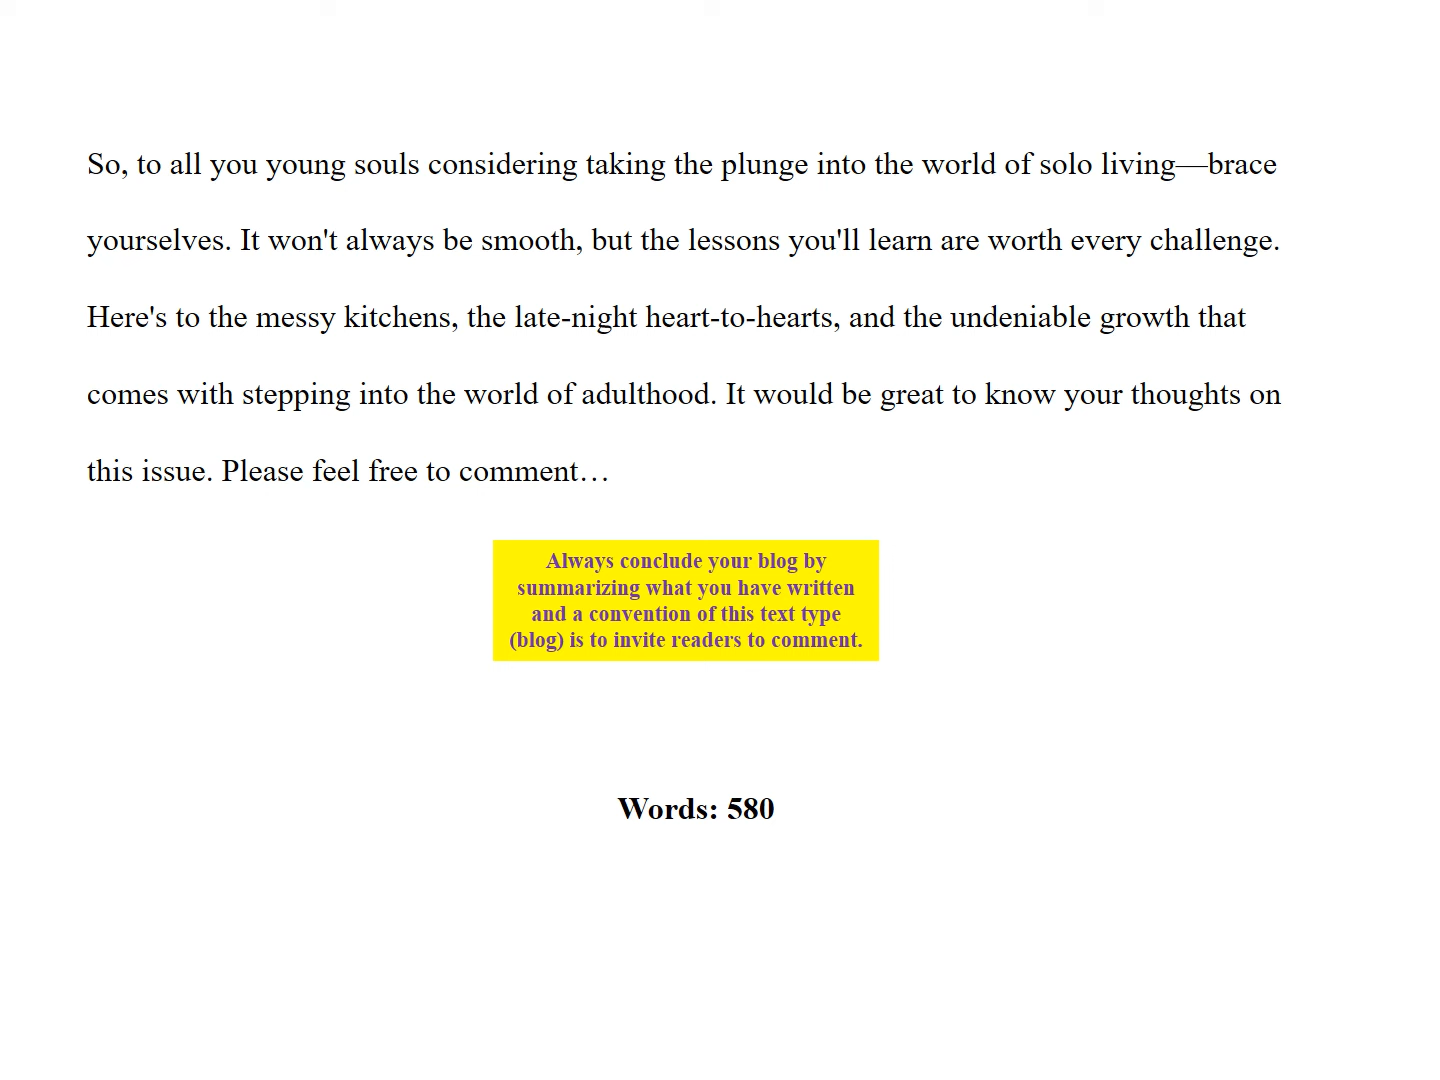 So, to all you young souls considering taking the plunge into the world of solo living—brace
yourselves. It won't always be smooth, but the lessons you'll learn are worth every challenge.
Here's to the messy kitchens, the late-night heart-to-hearts, and the undeniable growth that
comes with stepping into the world of adulthood. It would be great to know your thoughts on
this issue. Please feel free to comment…
Always conclude your blog by
summarizing what you have written
and a convention of this text type
(blog) is to invite readers to comment.
Words: 580